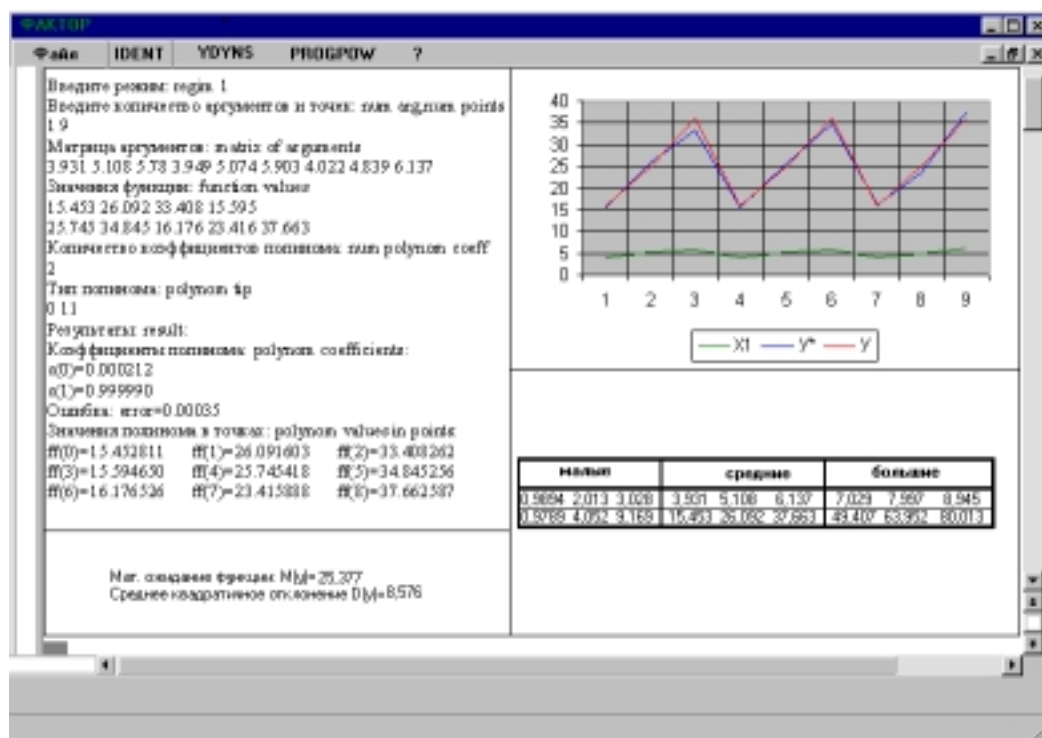 ФАКТОР
Файл IDENT YDYNS PROGPOW ?
Введите режим: regim 1
Введите количество аргументов и точек: num arg,num points
1 9
Матрица аргументов: matrix of arguments
3.931 5.108 5.78 3.949 5.074 5.903 4.022 4.839 6.137
Значения функции: function values
15.453 26.092 33.408 15.595
25.745 34.845 16.176 23.416 37.663
Количество коэффициентов полинома: num polynom coeff
2
Тип полинома: polynom tip
0 1 1
Результаты: result:
Коэффициенты полинома: polynom coefficients:
a(0)=0.000212
a(1)=0.999990
Ошибка: error=0.00035
Значения полинома в точках: polynom values in points
ff(0)=15.452811 ff(1)=26.091603 ff(2)=33.408262
ff(3)=15.594650 ff(4)=25.745418 ff(5)=34.845256
ff(6)=16.176526 ff(7)=23.415888 ff(8)=37.662587
Мат. ожидание функции: M[y]=25,377
Среднее квадративное отклонение D[y]=8,576
40
35
30
25
20
15
10
5
0
1 2 3 4 5 6 7 8 9
X1 Y* Y
малые средние большие
0.9894 2.013 3.028 3.931 5.108 6.137 7.029 7.997 8.945
0.9789 4.052 9.169 15.453 26.092 37.663 49.407 63.952 80.013